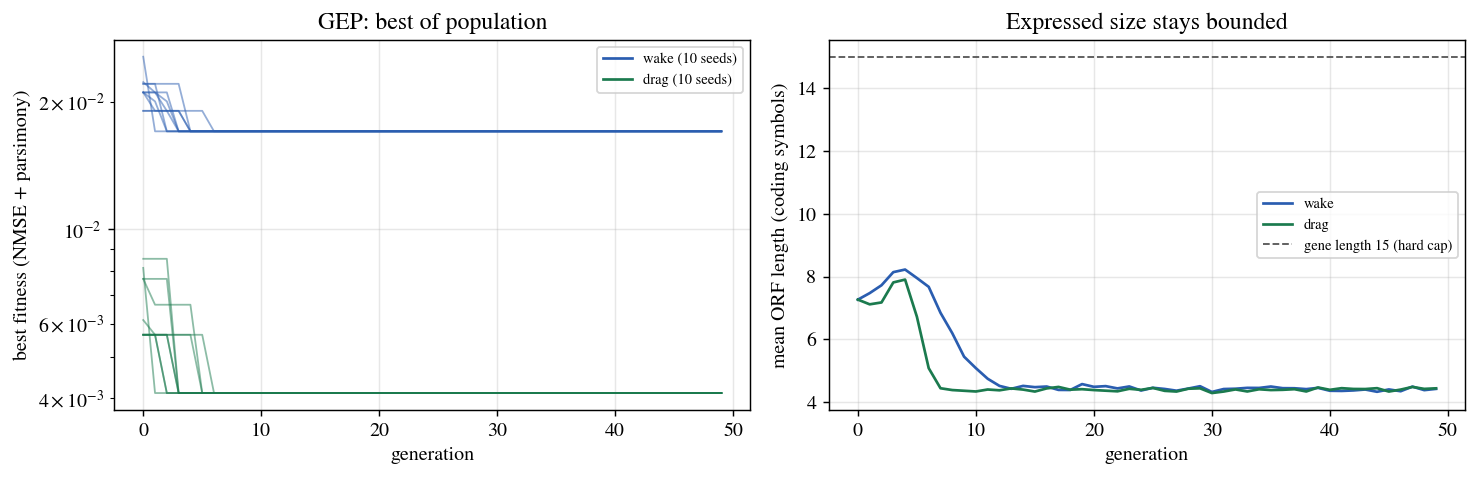 GEP: best of population
best fitness (NMSE + parsimony)
2 × 10⁻²
10⁻²
6 × 10⁻³
4 × 10⁻³
wake (10 seeds)
drag (10 seeds)
0 10 20 30 40 50
generation
Expressed size stays bounded
mean ORF length (coding symbols)
14
12
10
8
6
4
wake
drag
gene length 15 (hard cap)
0 10 20 30 40 50
generation